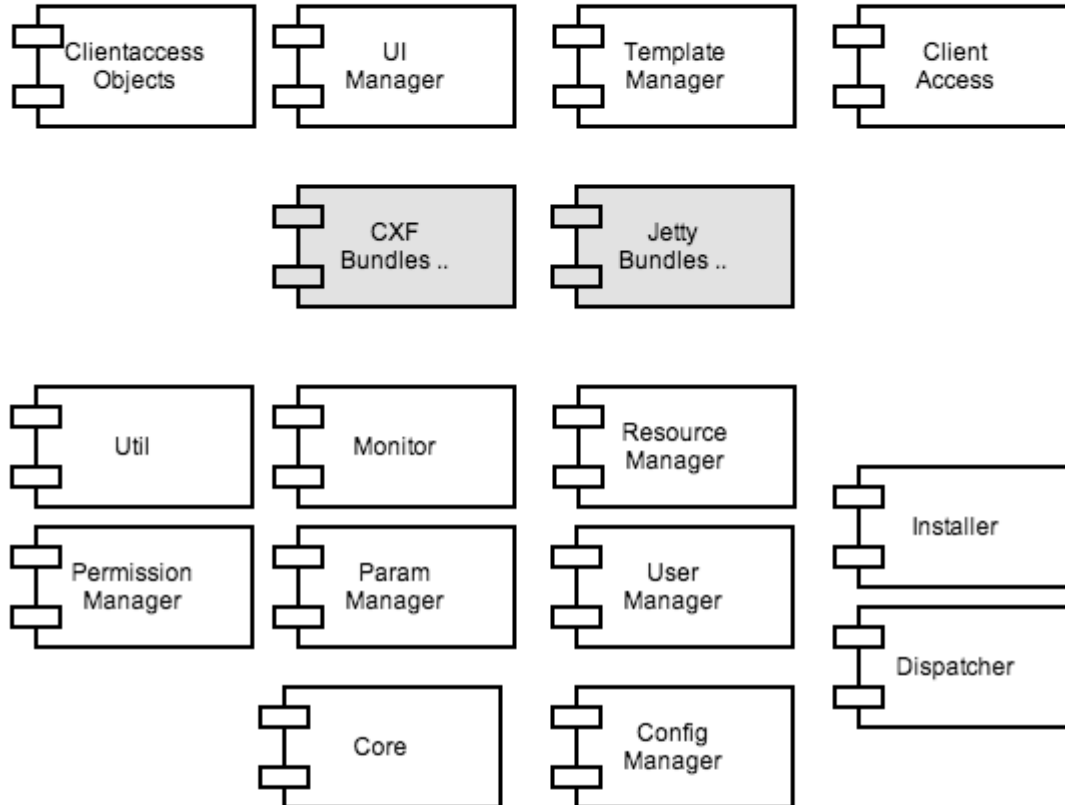 Clientaccess
Objects
UI
Manager
Template
Manager
Client
Access
CXF
Bundles ..
Jetty
Bundles ..
Util
Monitor
Resource
Manager
Installer
Permission
Manager
Param
Manager
User
Manager
Dispatcher
Core
Config
Manager